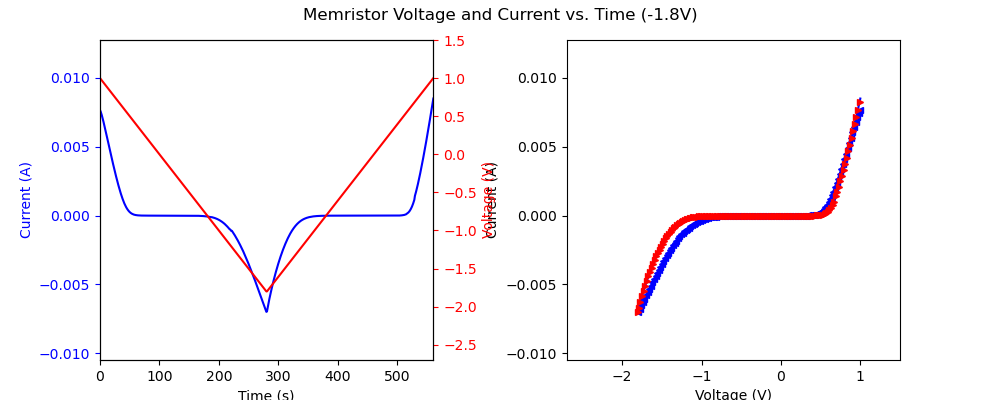 Memristor Voltage and Current vs. Time (-1.8V)
0.010
0.005
0.000
−0.005
−0.010
Current (A)
0 100 200 300 400 500
Time (s)
1.5
1.0
0.5
0.0
−0.5
−1.0
−1.5
−2.0
−2.5
Voltage (V)
Current (A)
0.010
0.005
0.000
−0.005
−0.010
−2 −1 0 1
Voltage (V)